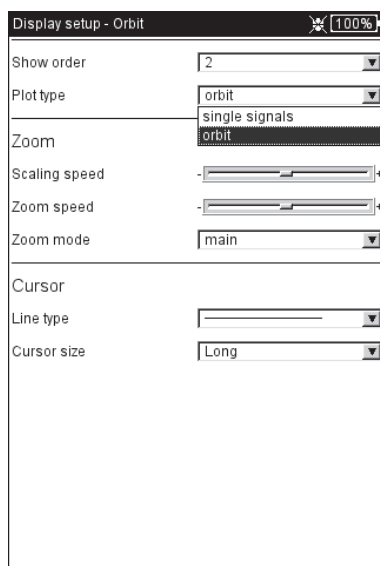 Display setup - Orbit 100%
Show order 2
Plot type orbit
single signals
orbit
Zoom
Scaling speed - +
Zoom speed - +
Zoom mode main
Cursor
Line type
Cursor size Long